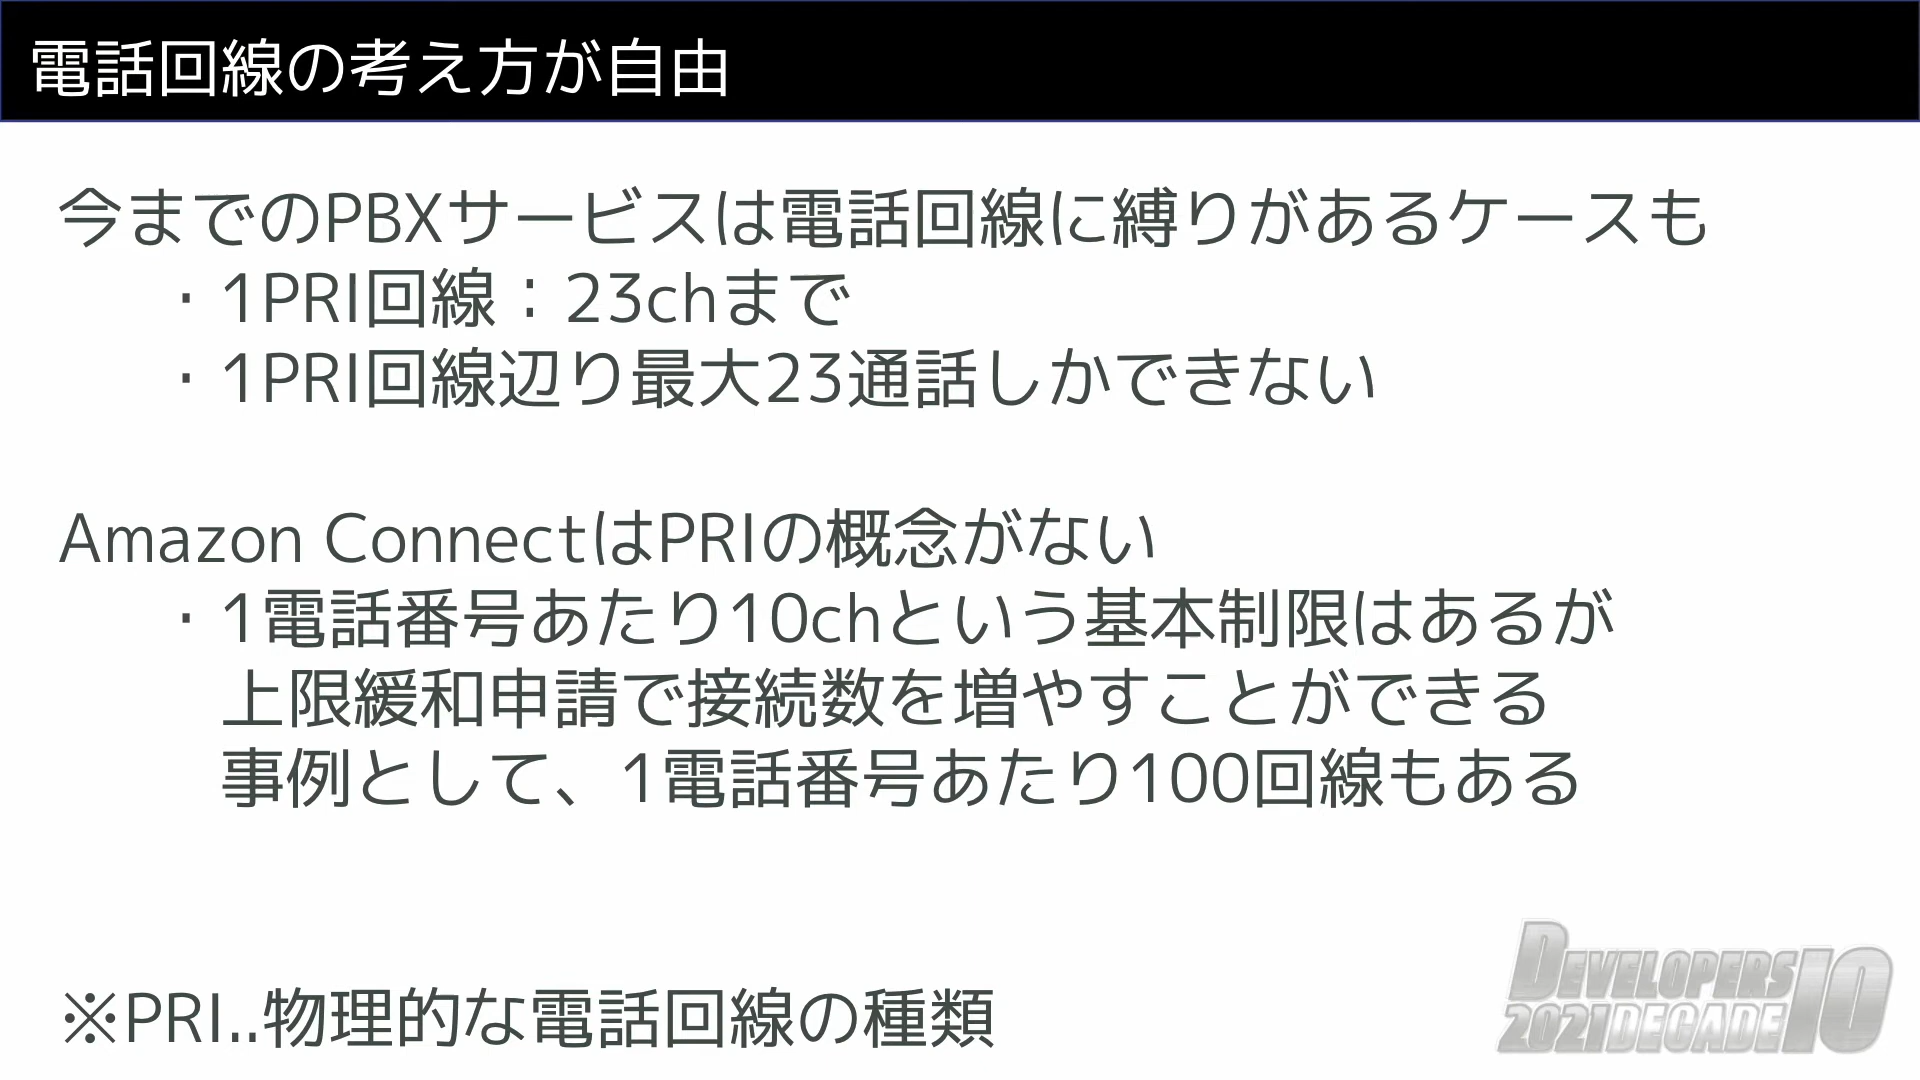 電話回線の考え方が自由
今までのPBXサービスは電話回線に縛りがあるケースも
・1PRI回線：23chまで
・1PRI回線辺り最大23通話しかできない
Amazon ConnectはPRIの概念がない
・1電話番号あたり10chという基本制限はあるが
上限緩和申請で接続数を増やすことができる
事例として、1電話番号あたり100回線もある
※PRI..物理的な電話回線の種類
DEVELOPERS
2021 DECADE 10